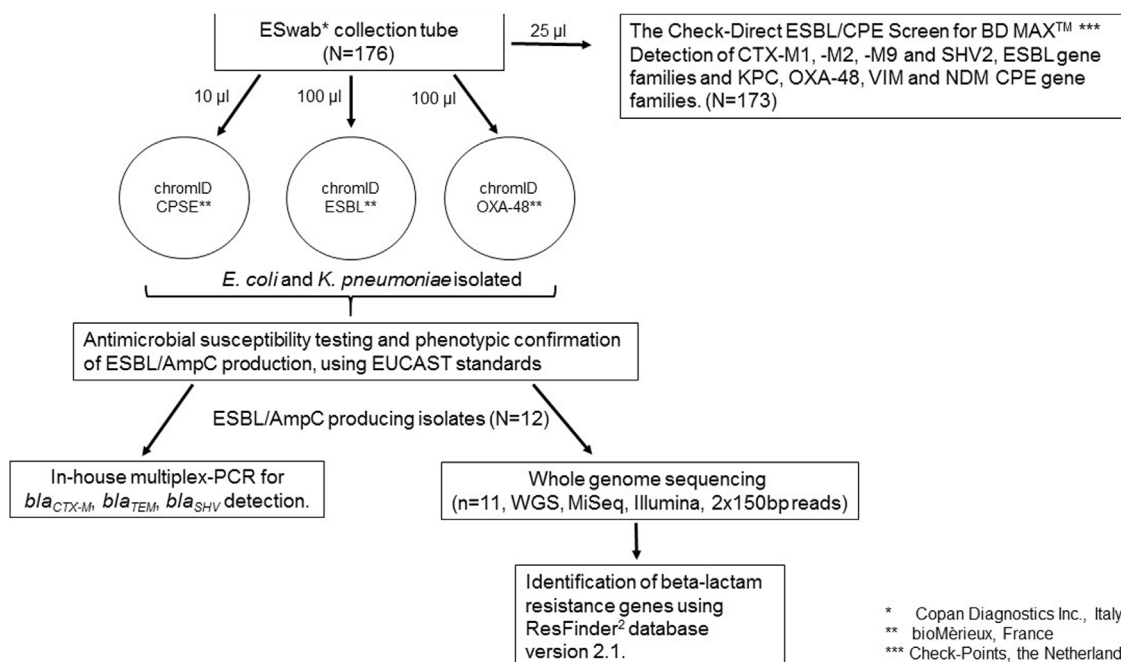 ESwab* collection tube
(N=176)
25 µl
The Check-Direct ESBL/CPE Screen for BD MAX™ ***
Detection of CTX-M1, -M2, -M9 and SHV2, ESBL gene
families and KPC, OXA-48, VIM and NDM CPE gene
families. (N=173)
10 µl
100 µl
100 µl
chromID
CPSE**
chromID
ESBL**
chromID
OXA-48**
E. coli and K. pneumoniae isolated
Antimicrobial susceptibility testing and phenotypic confirmation
of ESBL/AmpC production, using EUCAST standards
ESBL/AmpC producing isolates (N=12)
In-house multiplex-PCR for
blaCTX-M, blaTEM, blaSHV detection.
Whole genome sequencing
(n=11, WGS, MiSeq, Illumina, 2x150bp reads)
Identification of beta-lactam
resistance genes using
ResFinder² database
version 2.1.
* Copan Diagnostics Inc., Italy
** bioMèrieux, France
*** Check-Points, the Netherland